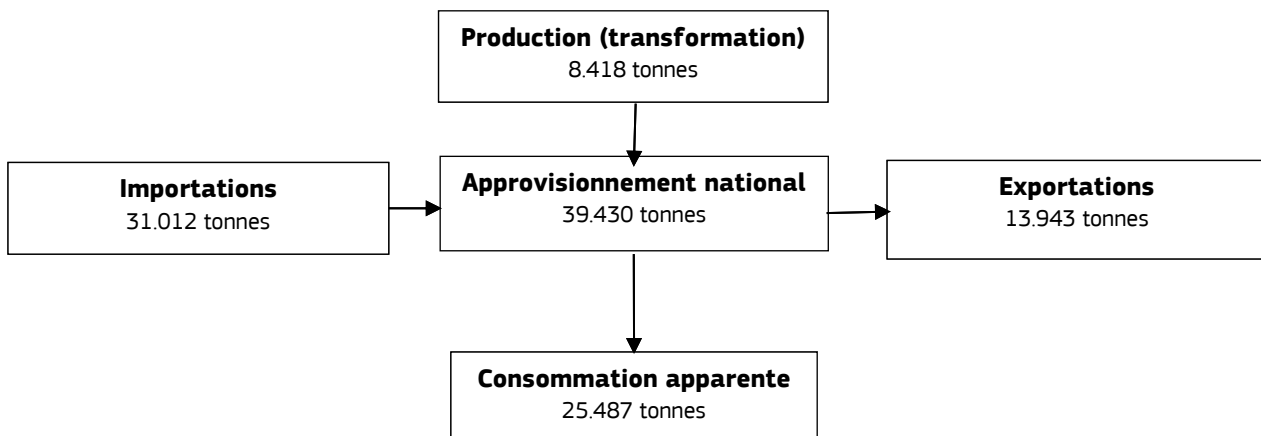 Production (transformation)
8.418 tonnes
Importations
31.012 tonnes
Approvisionnement national
39.430 tonnes
Exportations
13.943 tonnes
Consommation apparente
25.487 tonnes